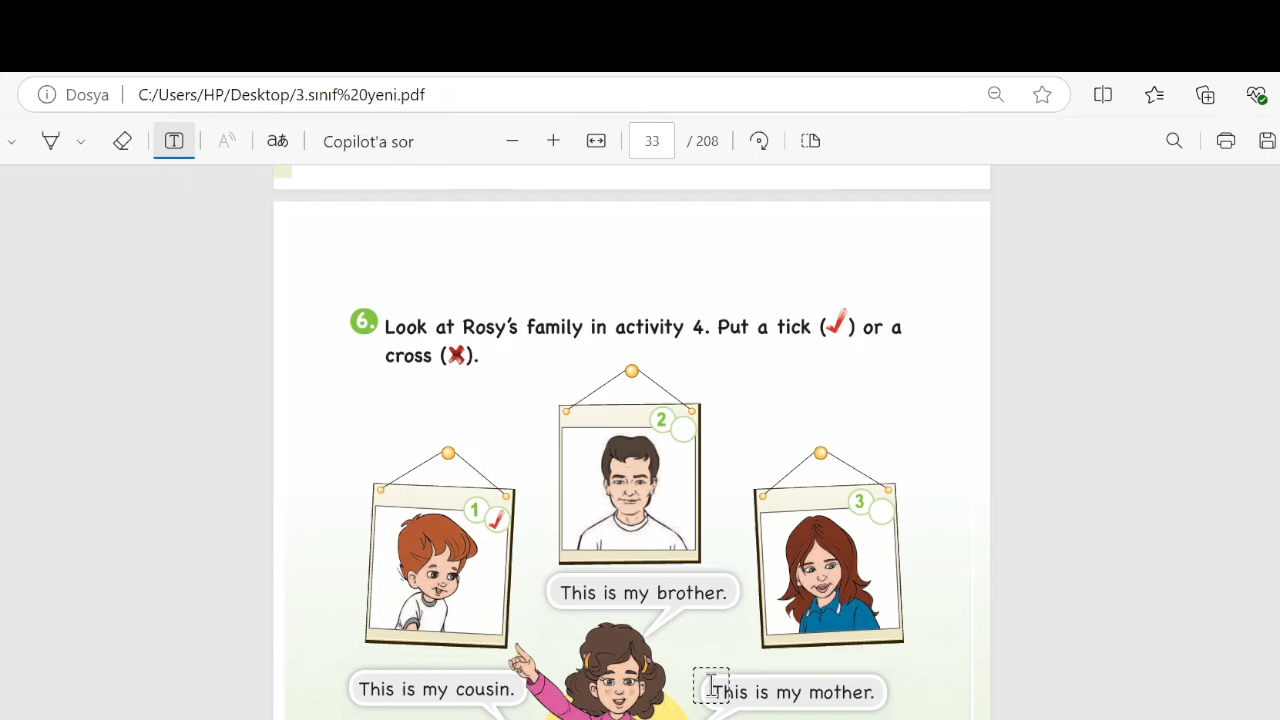 Dosya C:/Users/HP/Desktop/3.sınıf%20yeni.pdf
T A aあ Copilot'a sor 33 / 208
6. Look at Rosy's family in activity 4. Put a tick (✓) or a
cross (✗).
2
1 ✓
3
This is my brother.
This is my cousin.
This is my mother.